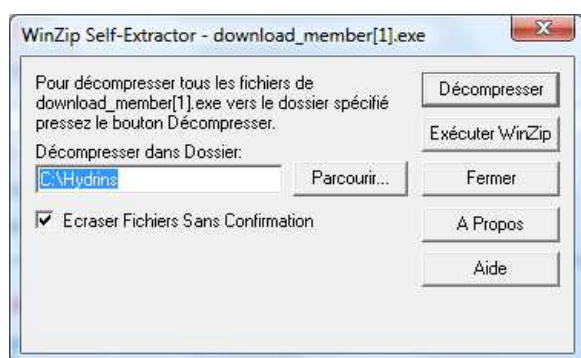 WinZip Self-Extractor - download_member[1].exe
Pour décompresser tous les fichiers de
download_member[1].exe vers le dossier spécifié
pressez le bouton Décompresser.
Décompresser dans Dossier:
C:\Hydrins
Parcourir...
Ecraser Fichiers Sans Confirmation
Décompresser
Exécuter WinZip
Fermer
A Propos
Aide